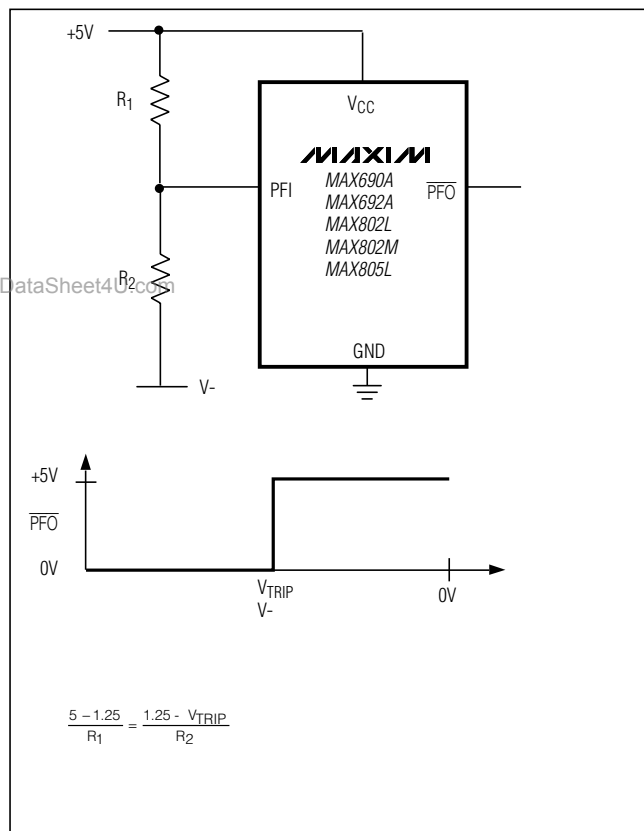 +5V
R1
VCC
MAXIM
PFI
MAX690A
PFO
MAX692A
MAX802L
MAX802M
MAX805L
R2
DataSheet4U.com
GND
V-
+5V
PFO
0V
VTRIP
0V
V-
5 – 1.25 / R1 = 1.25 - VTRIP / R2